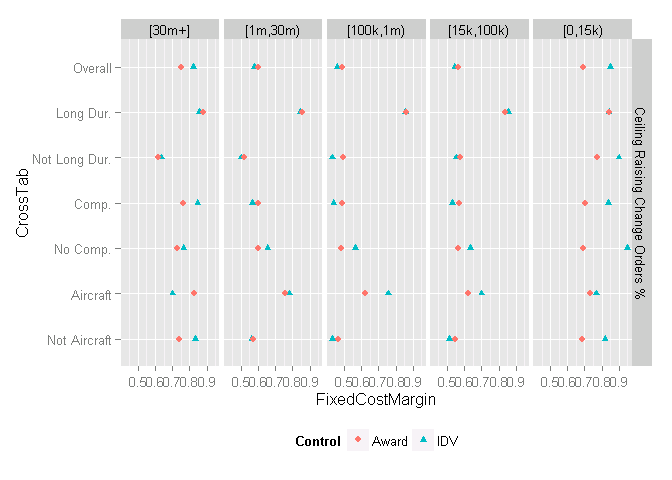 [30m+] [1m,30m) [100k,1m) [15k,100k) [0,15k)
Overall
Long Dur.
Not Long Dur.
Comp.
No Comp.
Aircraft
Not Aircraft
CrossTab
Ceiling Raising Change Orders %
0.50.60.70.80.9 0.50.60.70.80.9 0.50.60.70.80.9 0.50.60.70.80.9 0.50.60.70.80.9
FixedCostMargin
Control Award IDV